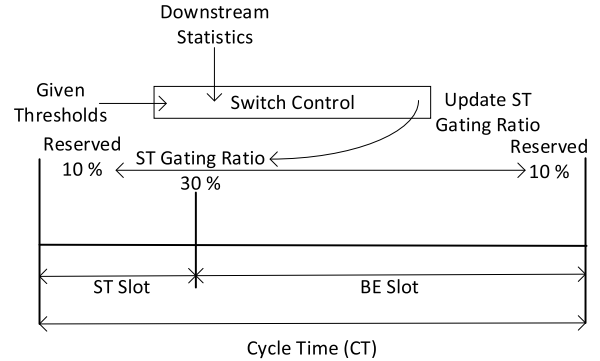 Downstream
Statistics
Given
Thresholds
Switch Control
Update ST
Gating Ratio
Reserved
10 %
ST Gating Ratio
30 %
Reserved
10 %
ST Slot
BE Slot
Cycle Time (CT)